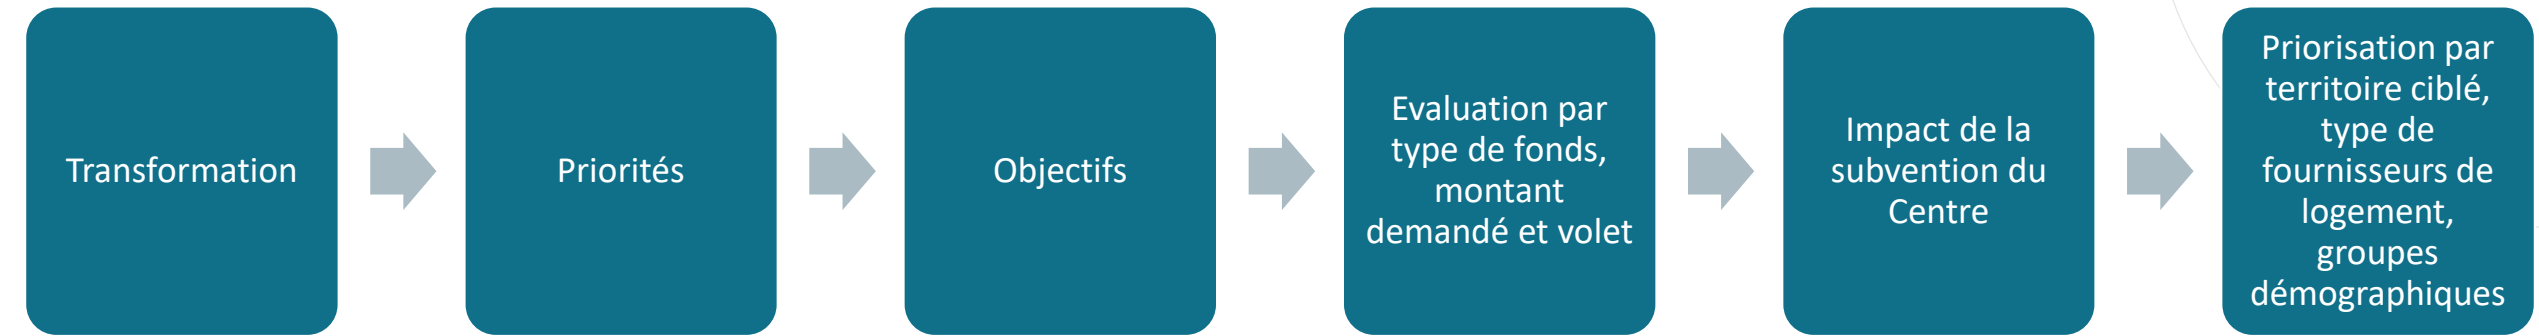 Transformation
Priorités
Objectifs
Evaluation par
type de fonds,
montant
demandé et volet
Impact de la
subvention du
Centre
Priorisation par
territoire ciblé,
type de
fournisseurs de
logement,
groupes
démographiques